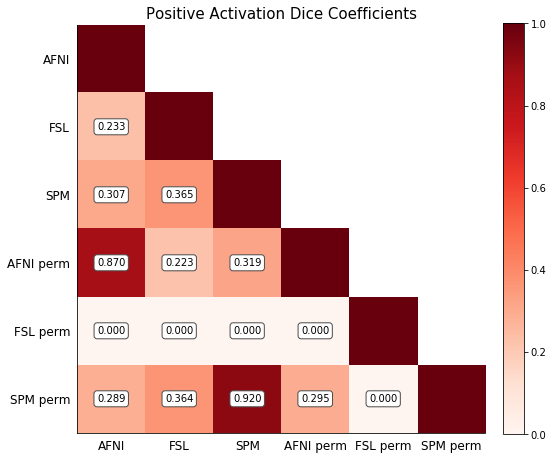 Positive Activation Dice Coefficients
1.0
AFNI
FSL 0.233
0.8
SPM 0.307 0.365
0.6
AFNI perm 0.870 0.223 0.319
0.4
FSL perm 0.000 0.000 0.000 0.000
0.2
SPM perm 0.289 0.364 0.920 0.295 0.000
0.0
AFNI FSL SPM AFNI perm FSL perm SPM perm